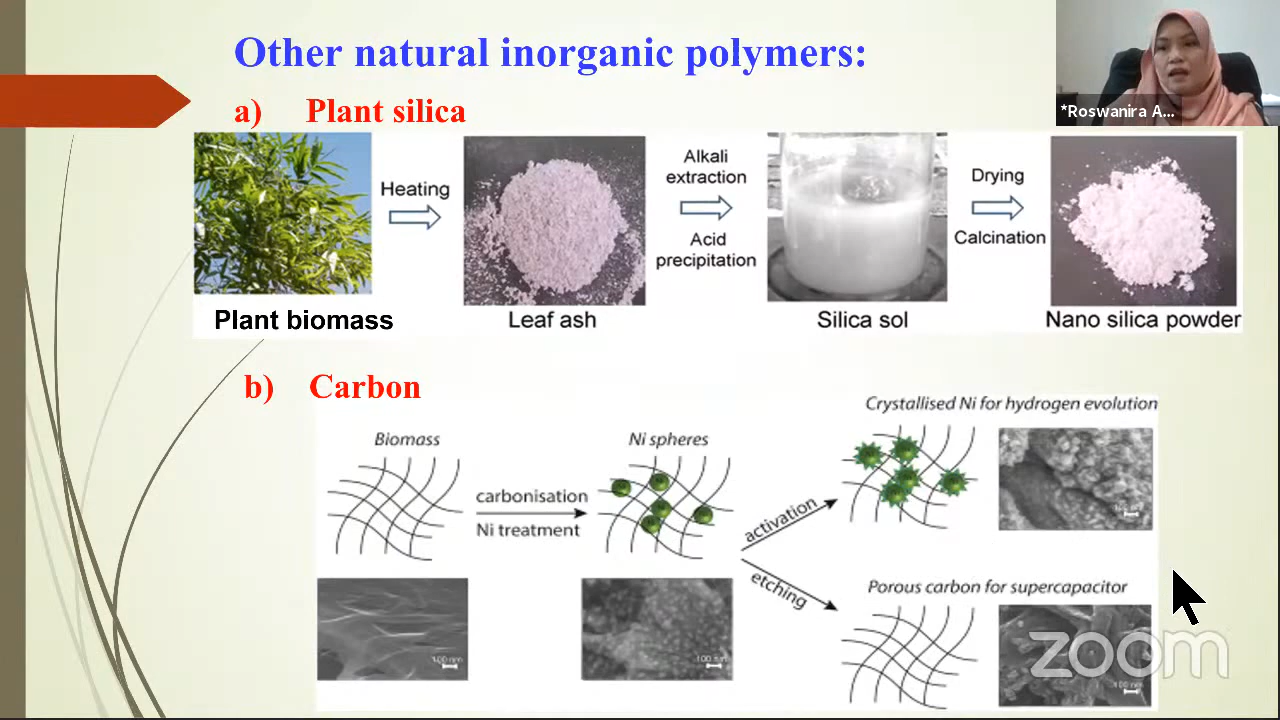 Other natural inorganic polymers:
*Roswanira A...
a) Plant silica
Heating
Alkali
extraction
Acid
precipitation
Drying
Calcination
Plant biomass
Leaf ash
Silica sol
Nano silica powder
b) Carbon
Crystallised Ni for hydrogen evolution
Biomass
Ni spheres
carbonisation
Ni treatment
activation
etching
Porous carbon for supercapacitor
100 nm
100 nm
zoom